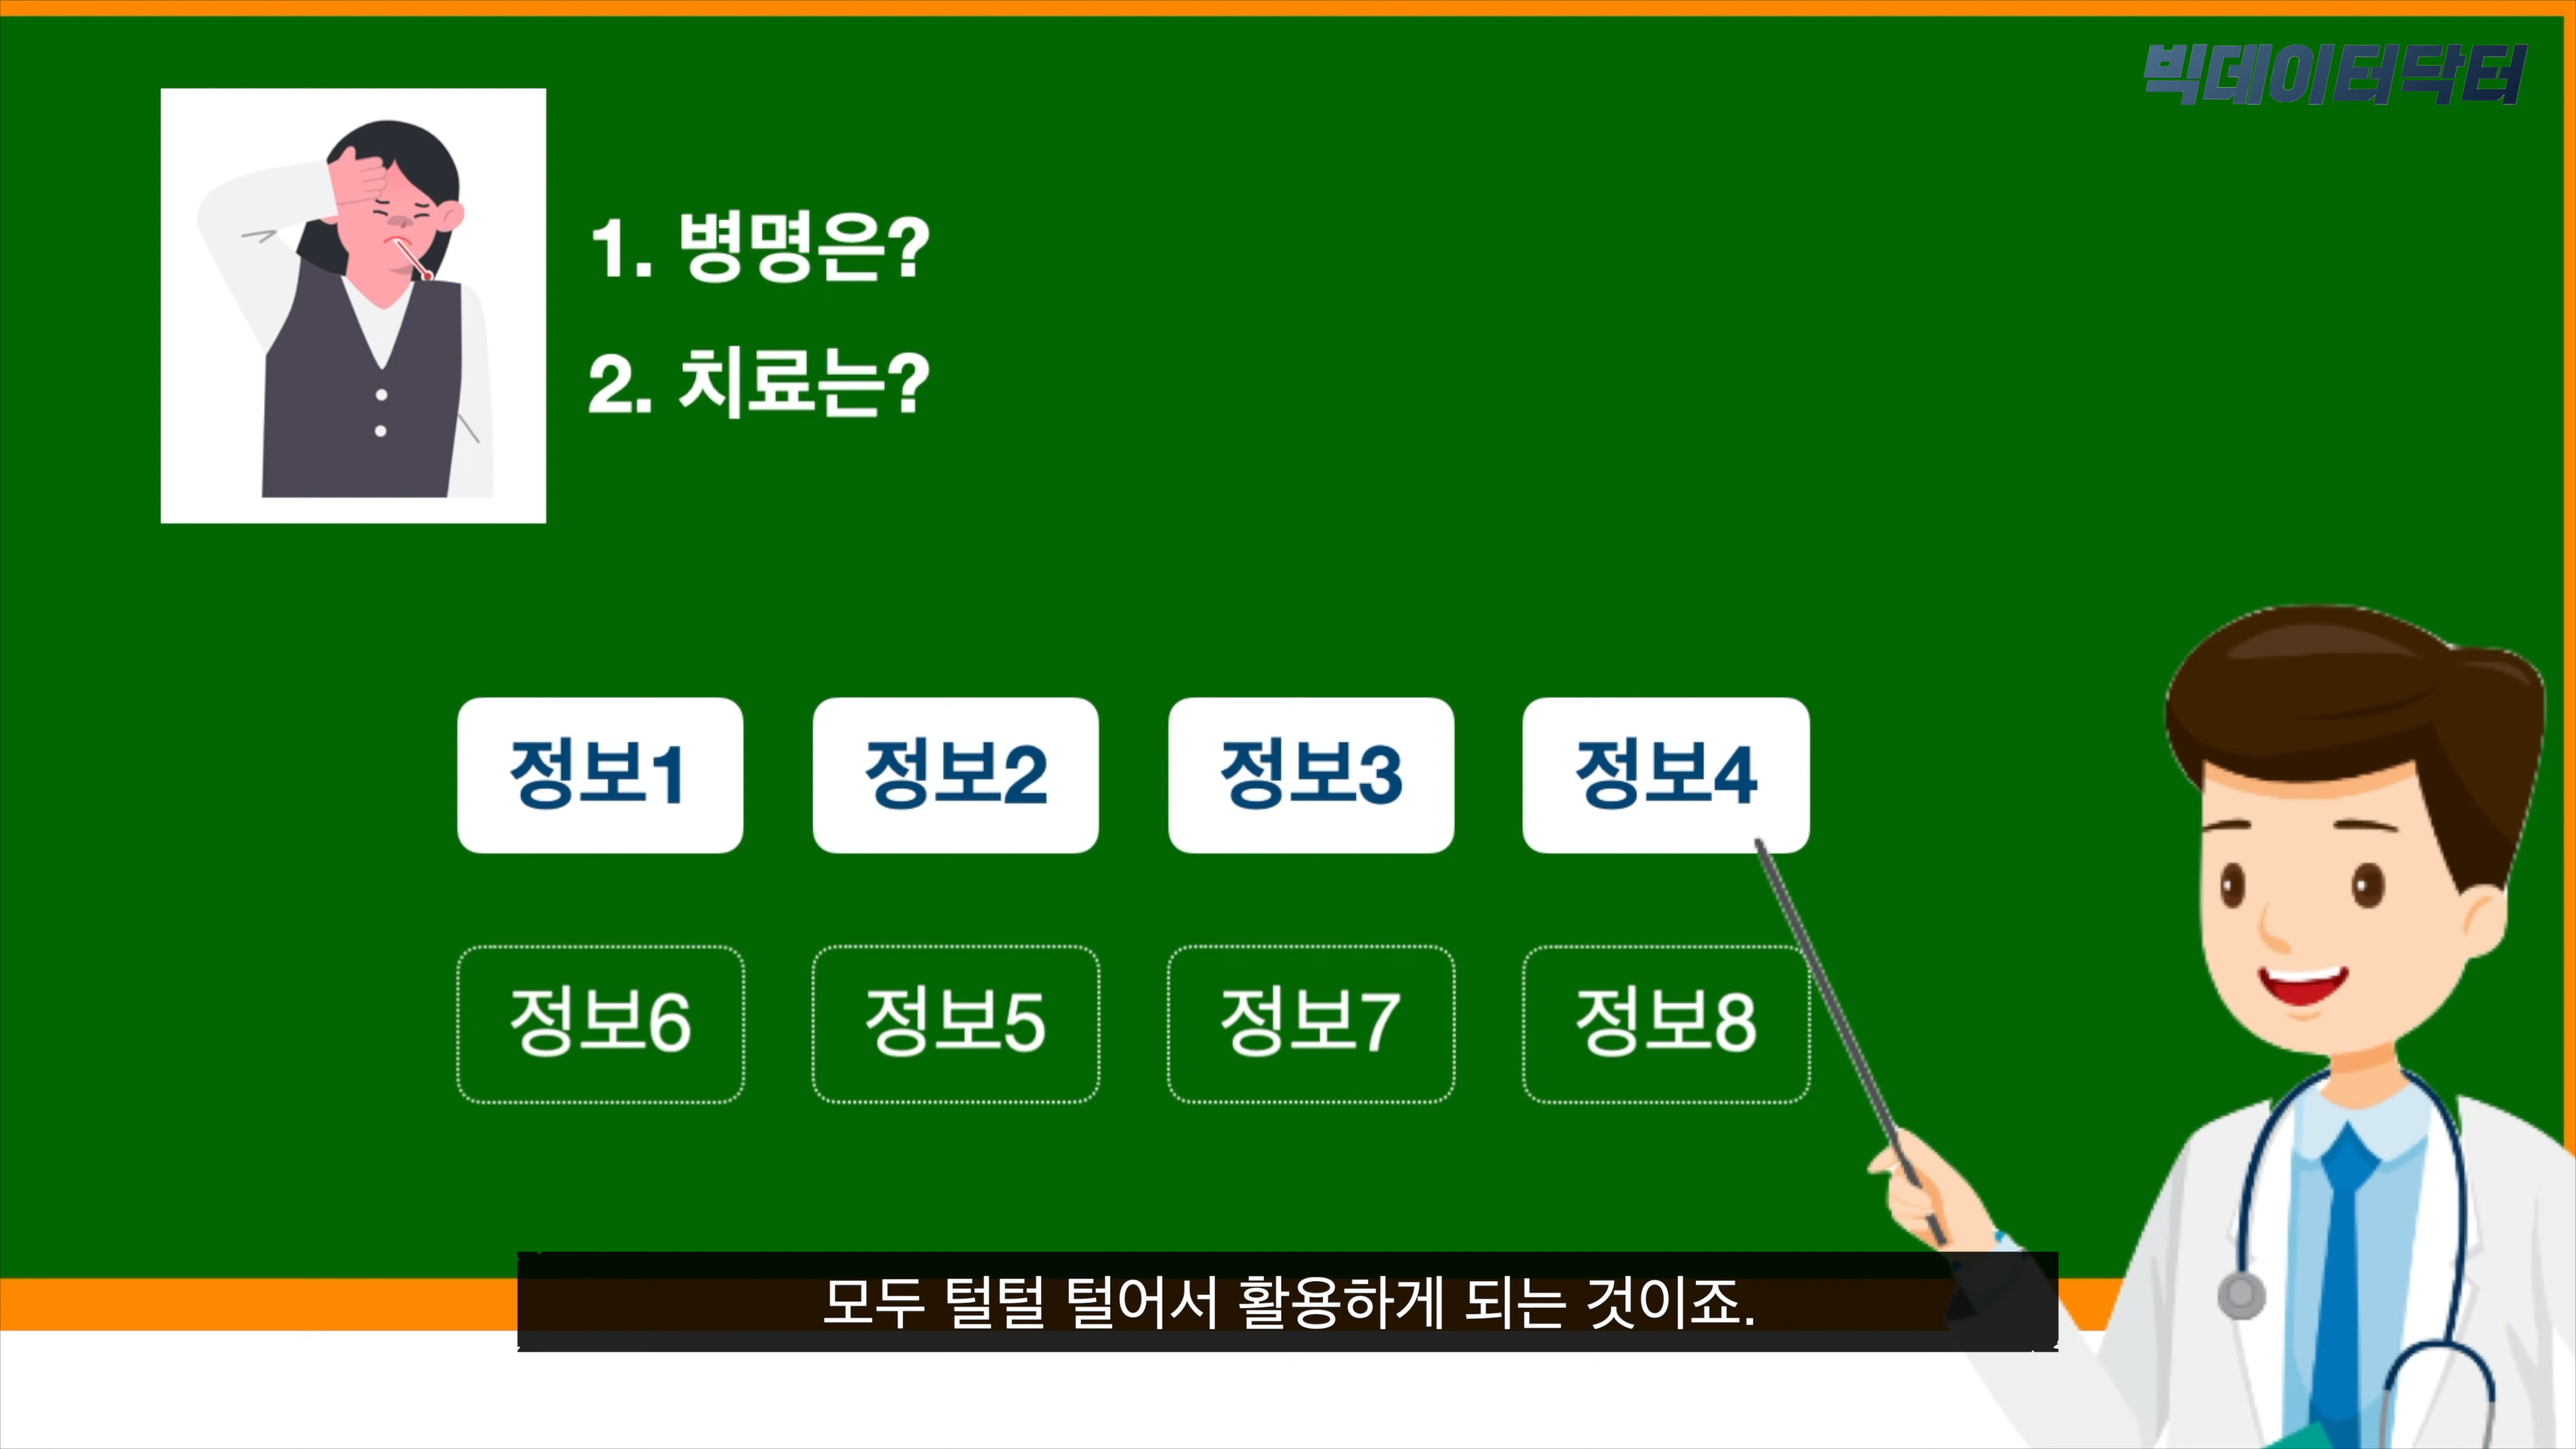 빅데이터닥터
1. 병명은?
2. 치료는?
정보1 정보2 정보3 정보4
정보6 정보5 정보7 정보8
모두 털털 털어서 활용하게 되는 것이죠.